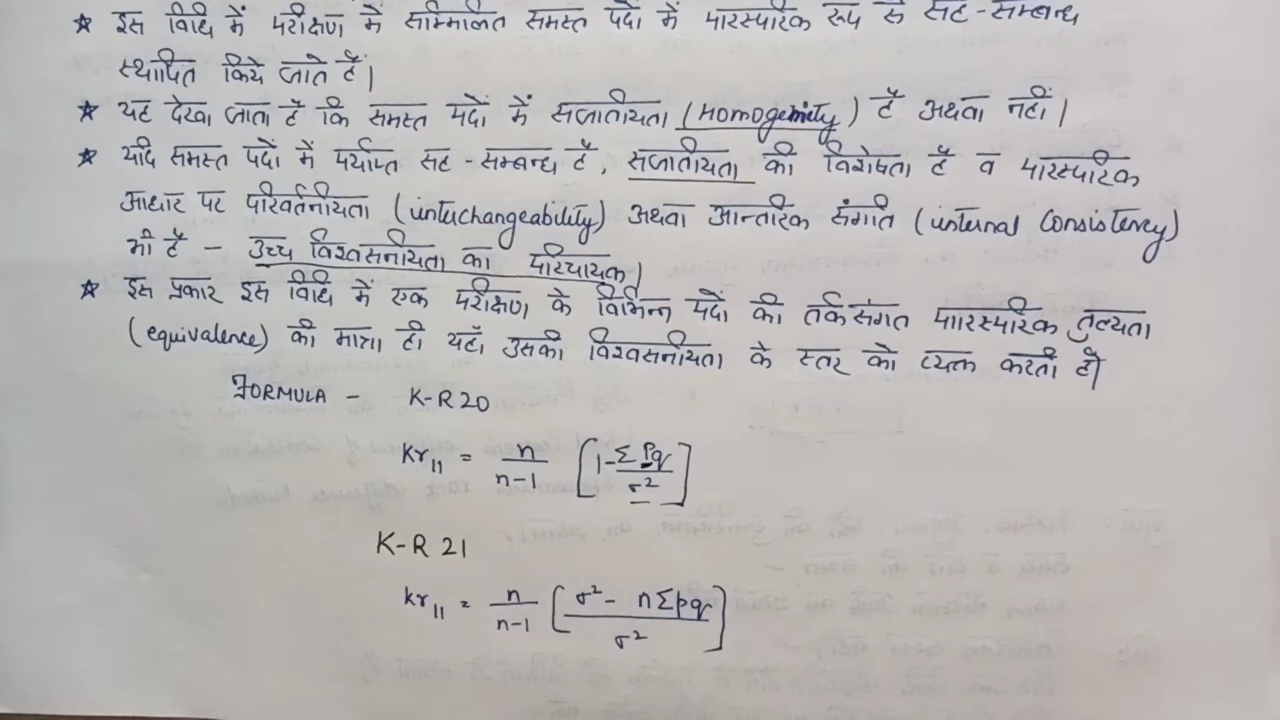 ★ इस विधि में परीक्षण में सम्मिलित समस्त पदों में पारस्परिक रूप से सह-सम्बन्ध
स्थापित किये जाते हैं।
★ यह देखा जाता है कि समस्त पदों में सजातीयता (Homogenity) है अथवा नहीं।
★ यदि समस्त पदों में पर्याप्त सह-सम्बन्ध है, सजातीयता की विशेषता है व पारस्परिक
आधार पर परिवर्तनीयता (interchangeability) अथवा आन्तरिक संगति (internal Consistency)
भी है - उच्च विश्वसनीयता का परिचायक।
★ इस प्रकार इस विधि में एक परीक्षण के विभिन्न पदों की तर्कसंगत पारस्परिक तुल्यता
(equivalence) की मात्रा ही यहाँ उसकी विश्वसनीयता के स्तर को व्यक्त करती है।
FORMULA - K-R 20
Kr₁₁ = n/(n-1) [1 - Σpq/σ²]
K-R 21
kr₁₁ = n/(n-1) [(σ² - nΣpq)/σ²]